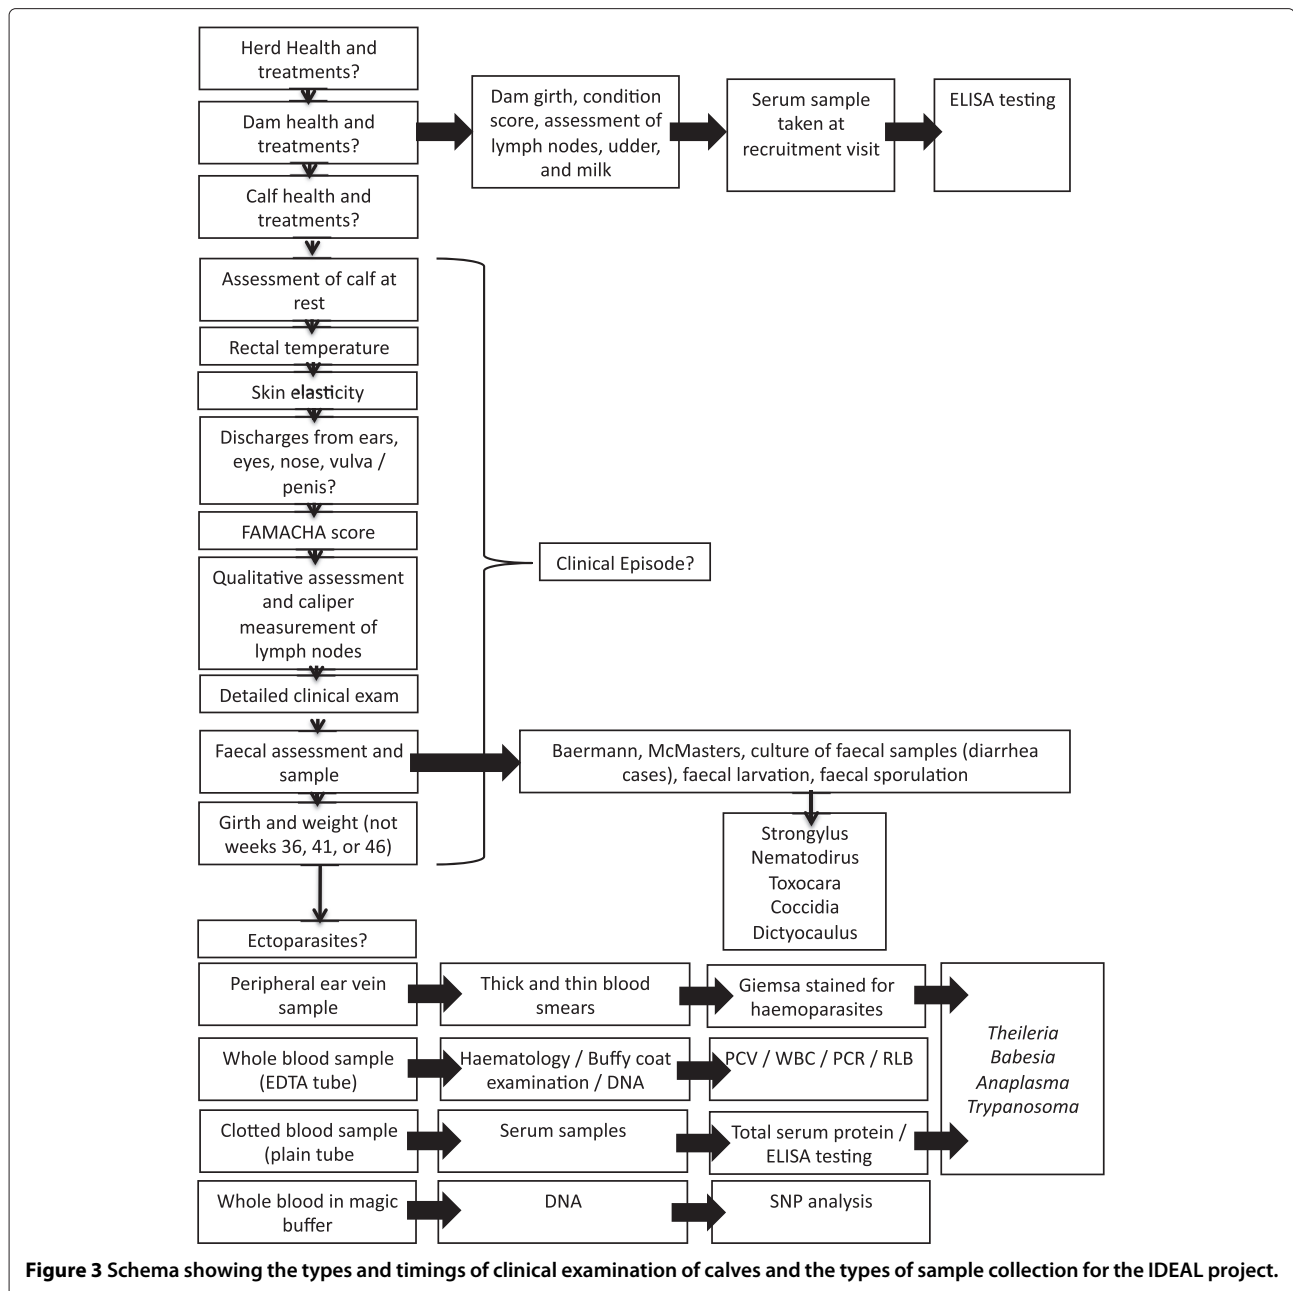 Herd Health and
treatments?
Dam health and
treatments?
Dam girth, condition
score, assessment of
lymph nodes, udder,
and milk
Serum sample
taken at
recruitment visit
ELISA testing
Calf health and
treatments?
Assessment of calf at
rest
Rectal temperature
Skin elasticity
Discharges from ears,
eyes, nose, vulva /
penis?
FAMACHA score
Qualitative assessment
and caliper
measurement of
lymph nodes
Detailed clinical exam
Clinical Episode?
Faecal assessment and
sample
Baermann, McMasters, culture of faecal samples (diarrhea
cases), faecal larvation, faecal sporulation
Girth and weight (not
weeks 36, 41, or 46)
Strongylus
Nematodirus
Toxocara
Coccidia
Dictyocaulus
Ectoparasites?
Peripheral ear vein
sample
Thick and thin blood
smears
Giemsa stained for
haemoparasites
Whole blood sample
(EDTA tube)
Haematology / Buffy coat
examination / DNA
PCV / WBC / PCR / RLB
Theileria
Babesia
Anaplasma
Trypanosoma
Clotted blood sample
(plain tube
Serum samples
Total serum protein /
ELISA testing
Whole blood in magic
buffer
DNA
SNP analysis
Figure 3 Schema showing the types and timings of clinical examination of calves and the types of sample collection for the IDEAL project.